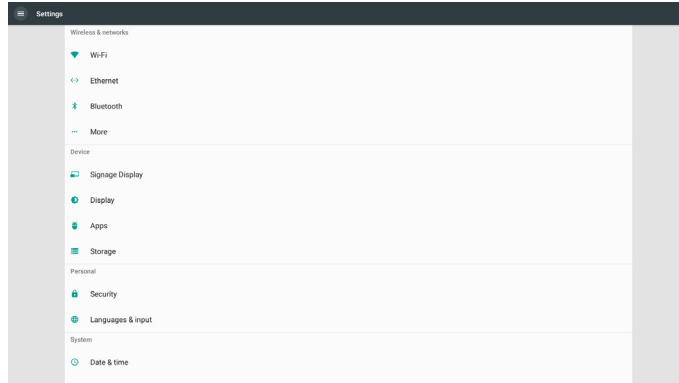 Settings
Wireless & networks
Wi-Fi
Ethernet
Bluetooth
More
Device
Signage Display
Display
Apps
Storage
Personal
Security
Languages & input
System
Date & time